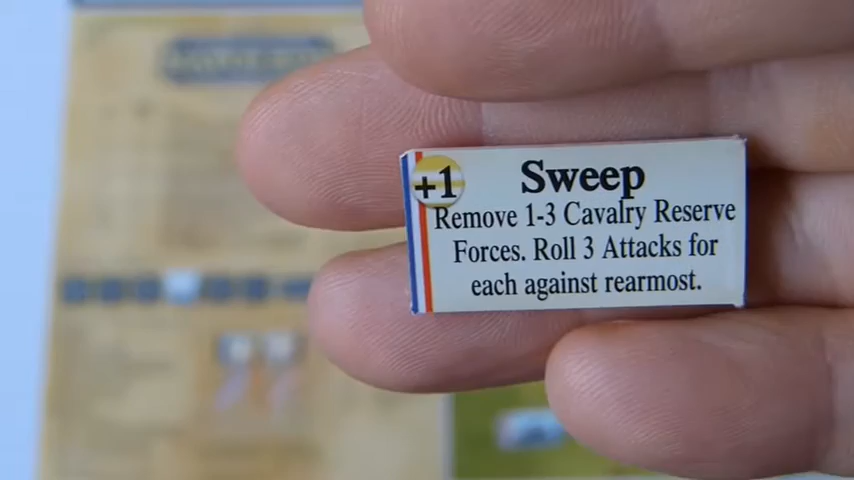 +1 Sweep
Remove 1-3 Cavalry Reserve
Forces. Roll 3 Attacks for
each against rearmost.